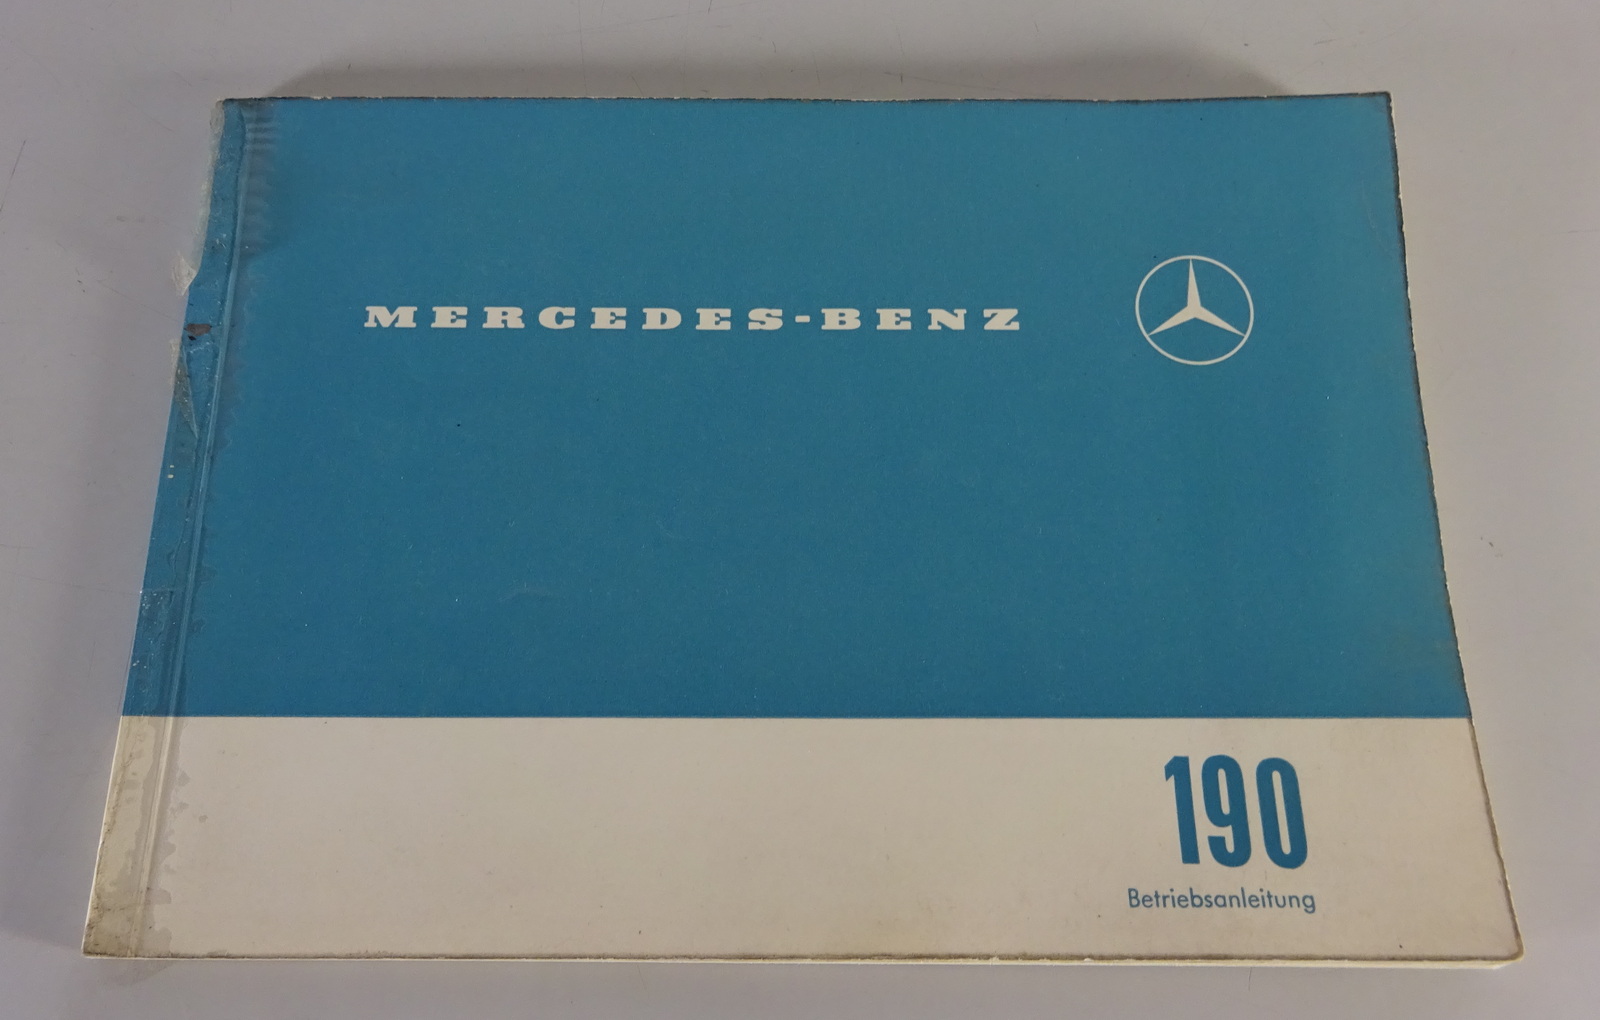 MERCEDES-BENZ
190
Betriebsanleitung